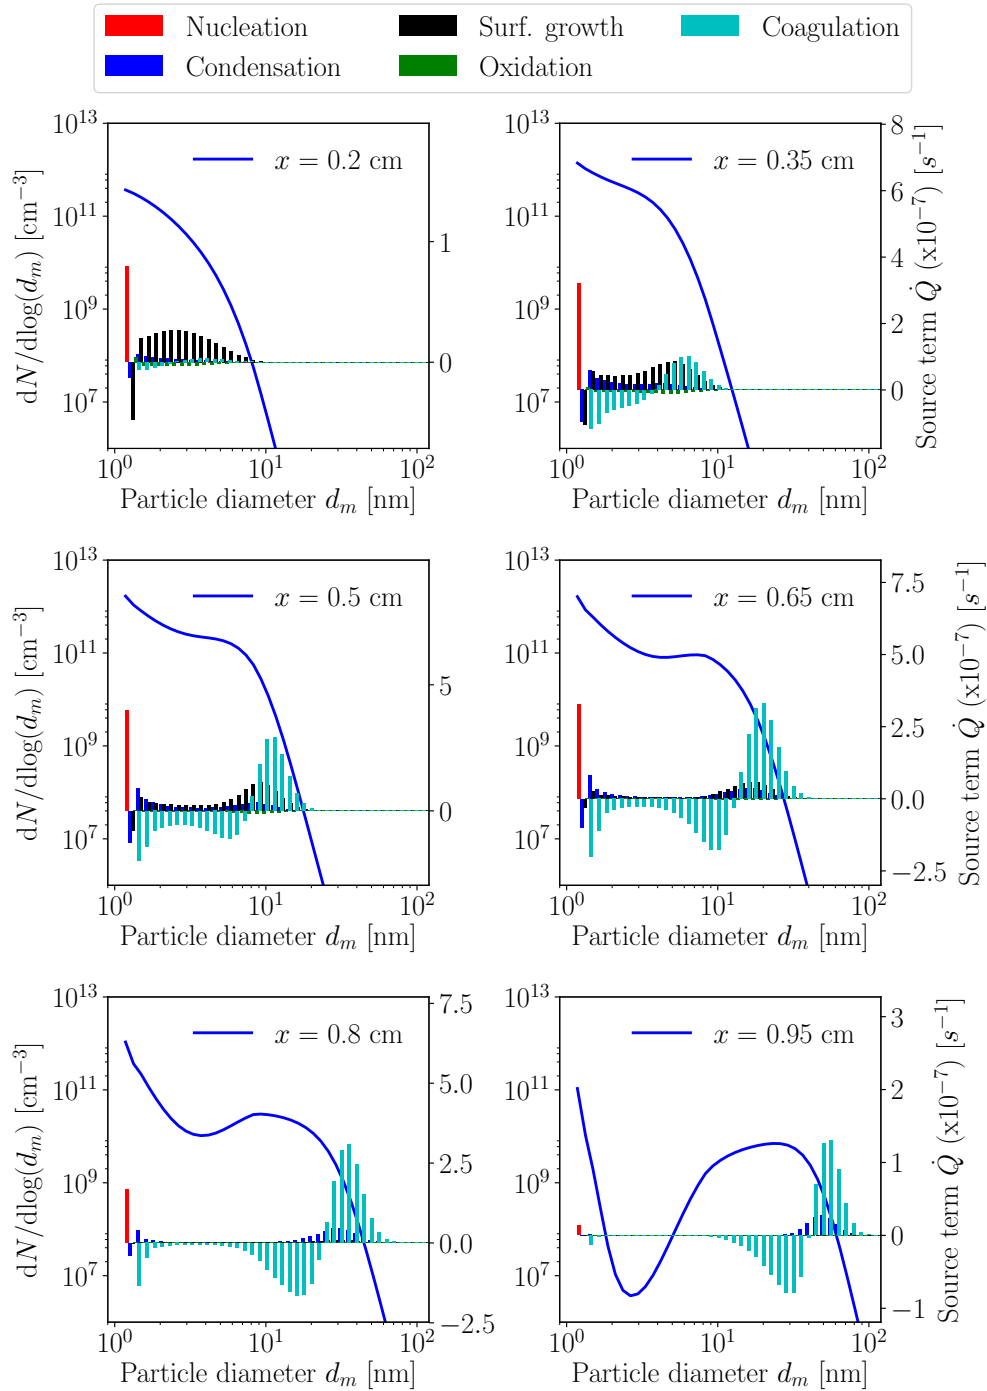 Nucleation Surf. growth Coagulation
Condensation Oxidation
10^13 10^11 10^9 10^7
dN/dlog(d_m) [cm^−3]
x = 0.2 cm
1 0
10^0 10^1 10^2
Particle diameter d_m [nm]
10^13 10^11 10^9 10^7
x = 0.35 cm
8 6 4 2 0
Source term Q̇ (x10^−7) [s^−1]
10^0 10^1 10^2
Particle diameter d_m [nm]
10^13 10^11 10^9 10^7
dN/dlog(d_m) [cm^−3]
x = 0.5 cm
5 0
10^0 10^1 10^2
Particle diameter d_m [nm]
10^13 10^11 10^9 10^7
x = 0.65 cm
7.5 5.0 2.5 0.0 −2.5
Source term Q̇ (x10^−7) [s^−1]
10^0 10^1 10^2
Particle diameter d_m [nm]
10^13 10^11 10^9 10^7
dN/dlog(d_m) [cm^−3]
x = 0.8 cm
7.5 5.0 2.5 0.0 −2.5
10^0 10^1 10^2
Particle diameter d_m [nm]
10^13 10^11 10^9 10^7
x = 0.95 cm
3 2 1 0 −1
Source term Q̇ (x10^−7) [s^−1]
10^0 10^1 10^2
Particle diameter d_m [nm]